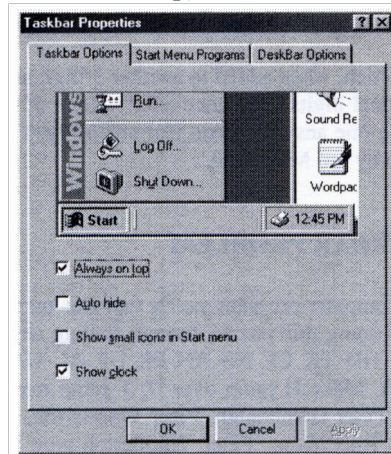 Taskbar Properties
Taskbar Options Start Menu Programs DeskBar Options
Windows
Run...
Log Off...
Shut Down...
Sound Re
Wordpad
Start 12:45 PM
Always on top
Auto hide
Show small icons in Start menu
Show clock
OK Cancel Apply